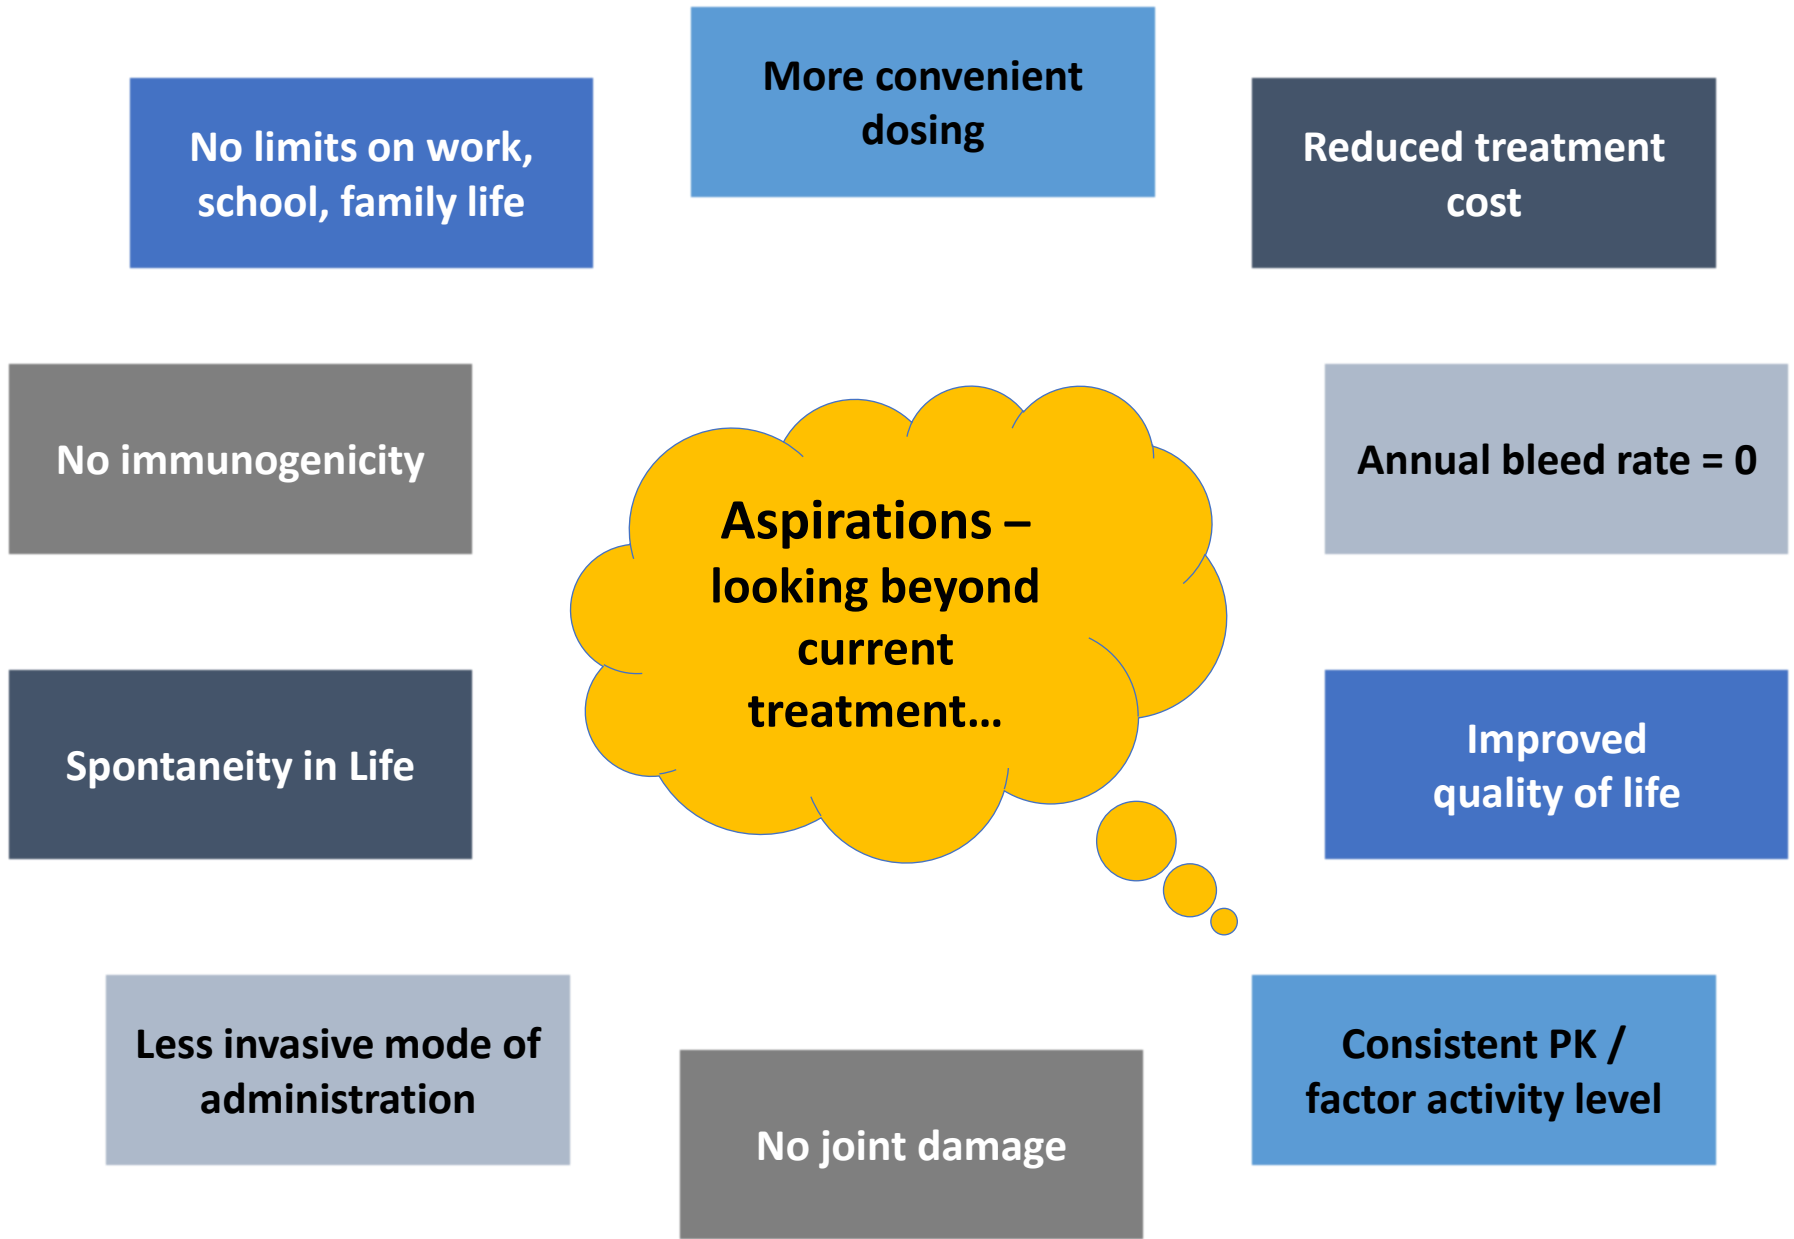 More convenient
dosing
No limits on work,
school, family life
Reduced treatment
cost
No immunogenicity
Annual bleed rate = 0
Aspirations –
looking beyond
current
treatment…
Spontaneity in Life
Improved
quality of life
Less invasive mode of
administration
Consistent PK /
factor activity level
No joint damage